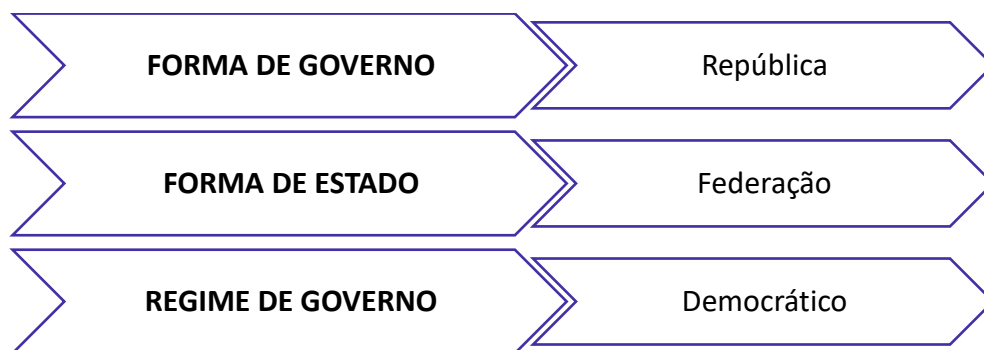 FORMA DE GOVERNO
República
FORMA DE ESTADO
Federação
REGIME DE GOVERNO
Democrático